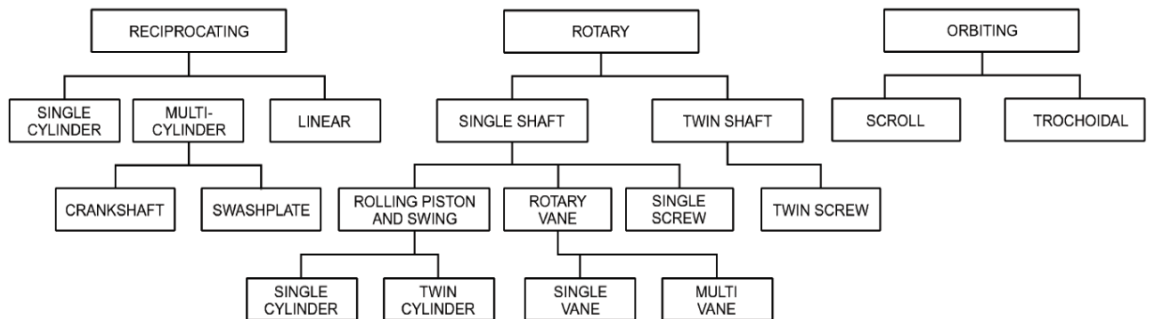 RECIPROCATING
ROTARY
ORBITING
SINGLE
CYLINDER
MULTI-
CYLINDER
LINEAR
SINGLE SHAFT
TWIN SHAFT
SCROLL
TROCHOIDAL
CRANKSHAFT
SWASHPLATE
ROLLING PISTON
AND SWING
ROTARY
VANE
SINGLE
SCREW
TWIN SCREW
SINGLE
CYLINDER
TWIN
CYLINDER
SINGLE
VANE
MULTI
VANE